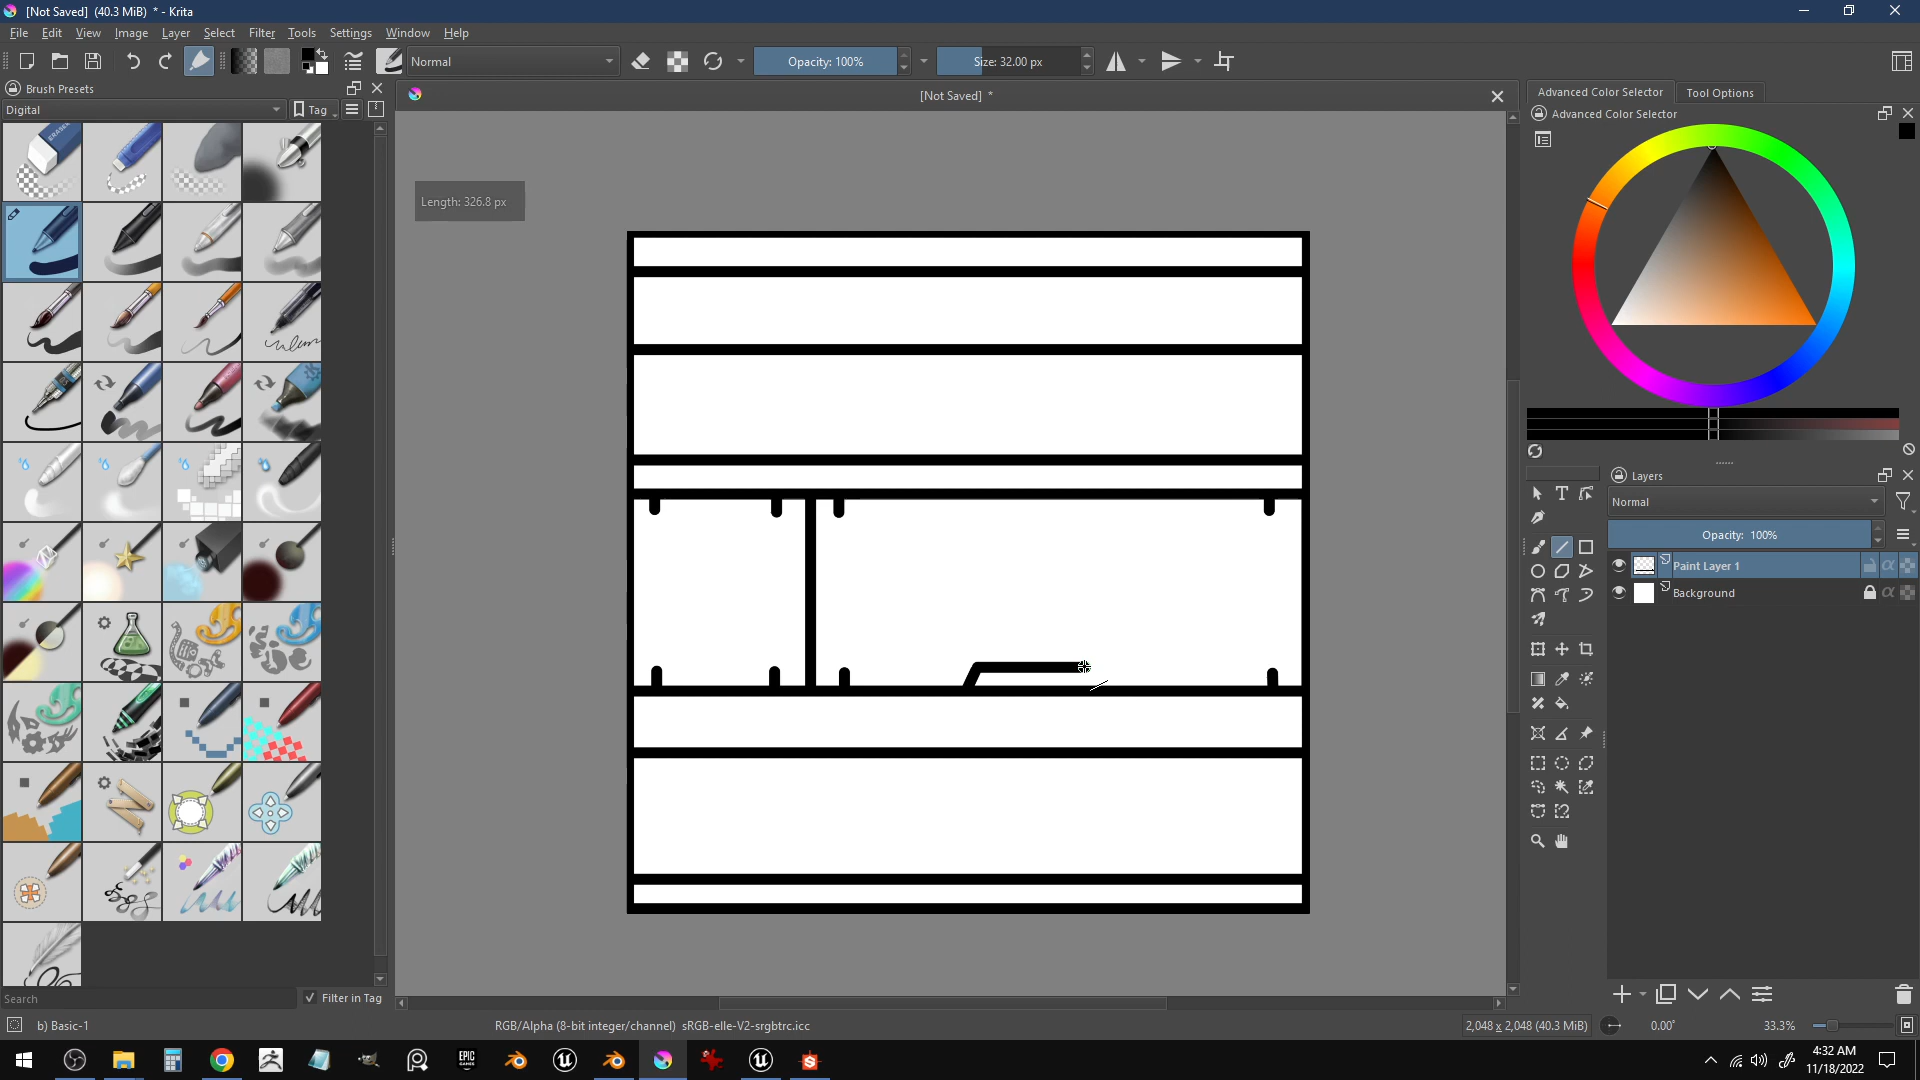 [Not Saved]  (40.3 MiB)  * - Krita
File Edit View Image Layer Select Filter Tools Settings Window Help
Normal Opacity: 100% Size: 32.00 px
Brush Presets
Digital Tag
[Not Saved]  *
Advanced Color Selector Tool Options
Advanced Color Selector
ERASER
Length: 326.8 px
Layers
Normal
Opacity:  100%
Paint Layer 1
Background
Search Filter in Tag
b) Basic-1 RGB/Alpha (8-bit integer/channel)  sRGB-elle-V2-srgbtrc.icc 2,048 x 2,048 (40.3 MiB) 0.00° 33.3%
EPIC
GAMES
4:32 AM
11/18/2022